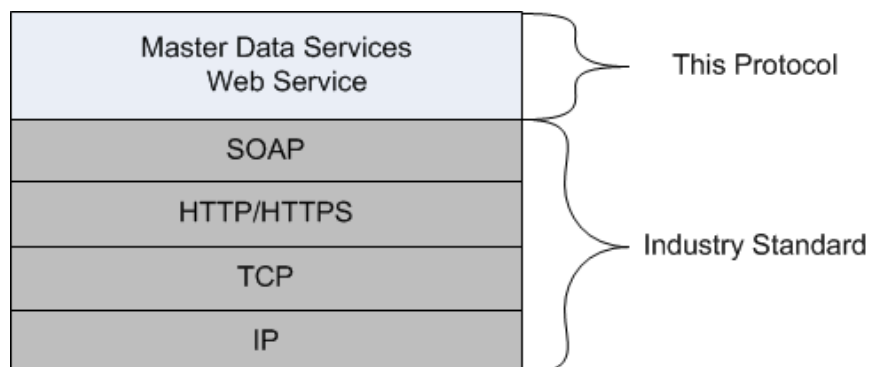 Master Data Services
Web Service
This Protocol
SOAP
HTTP/HTTPS
TCP
IP
Industry Standard